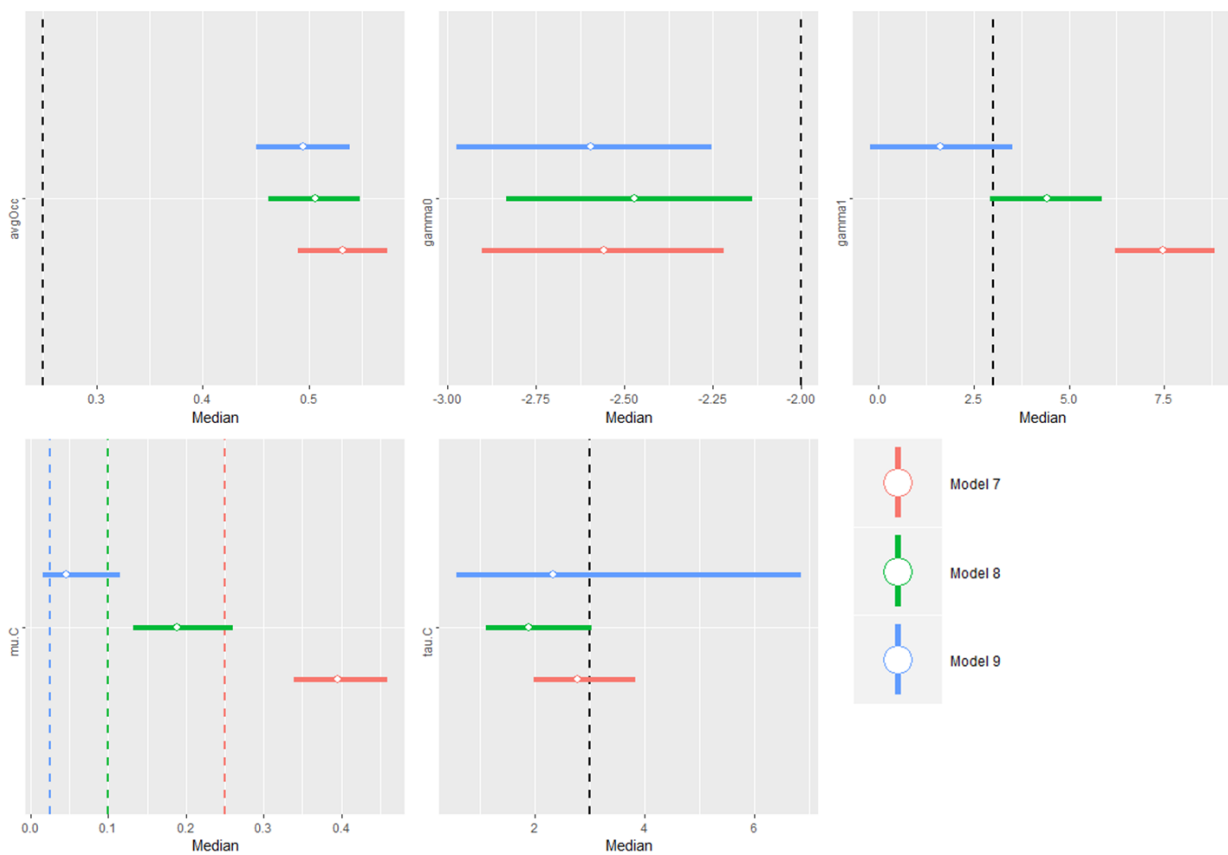 avgOcc
0.3 0.4 0.5
Median
gamma0
-3.00 -2.75 -2.50 -2.25 -2.00
Median
gamma1
0.0 2.5 5.0 7.5
Median
mu.C
0.0 0.1 0.2 0.3 0.4
Median
tau.C
2 4 6
Median
Model 7
Model 8
Model 9